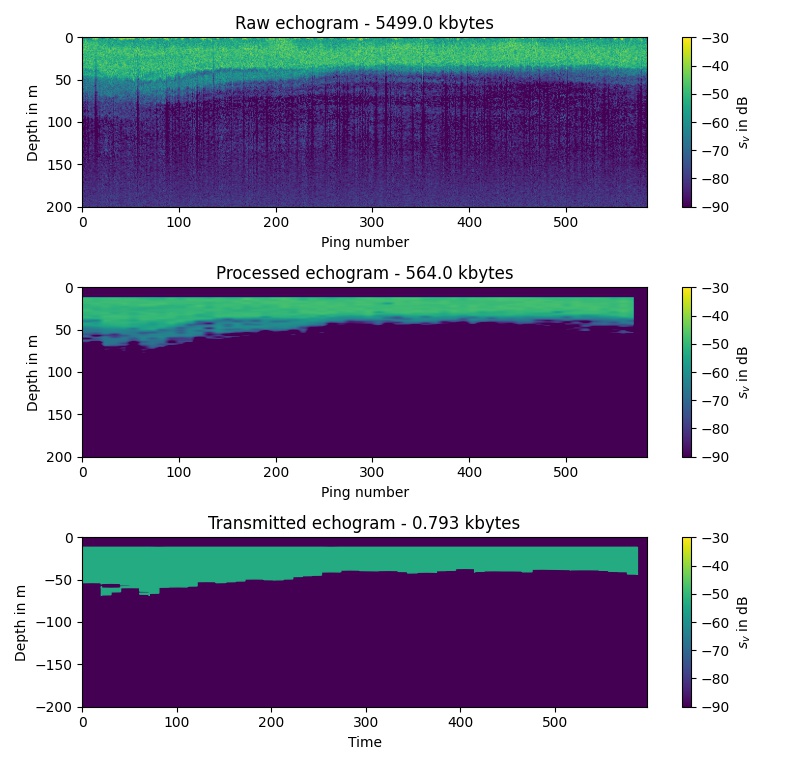 Raw echogram - 5499.0 kbytes
0
50
100
150
200
Depth in m
0 100 200 300 400 500
Ping number
−30
−40
−50
−60
−70
−80
−90
s_v in dB
Processed echogram - 564.0 kbytes
0
50
100
150
200
Depth in m
0 100 200 300 400 500
Ping number
−30
−40
−50
−60
−70
−80
−90
s_v in dB
Transmitted echogram - 0.793 kbytes
0
−50
−100
−150
−200
Depth in m
0 100 200 300 400 500
Time
−30
−40
−50
−60
−70
−80
−90
s_v in dB